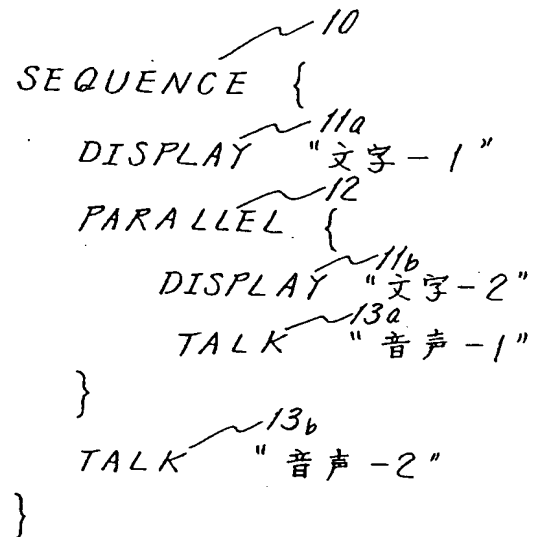 10
SEQUENCE {
11a
DISPLAY "文字-1"
12
PARALLEL {
11b
DISPLAY "文字-2"
13a
TALK "音声-1"
}
13b
TALK "音声-2"
}